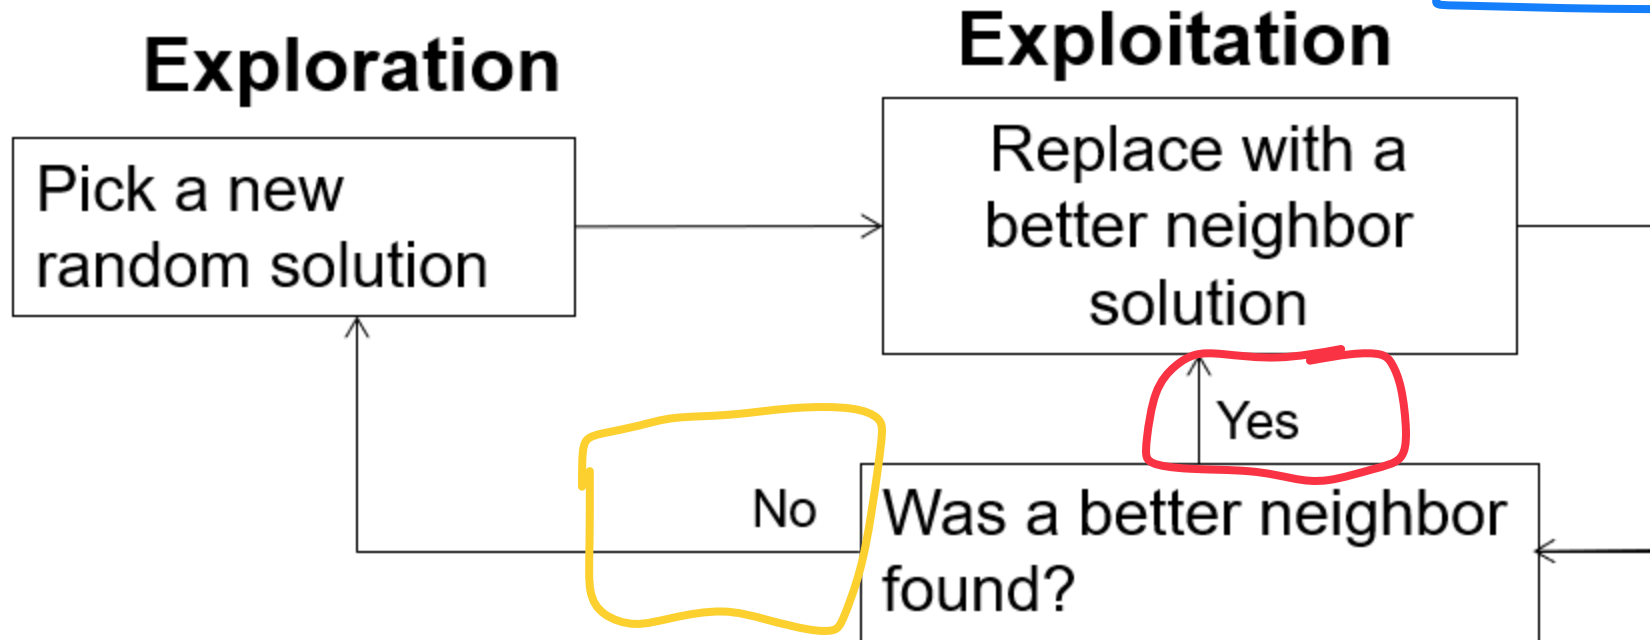 Exploration
Exploitation
Pick a new
random solution
Replace with a
better neighbor
solution
Yes
No
Was a better neighbor
found?